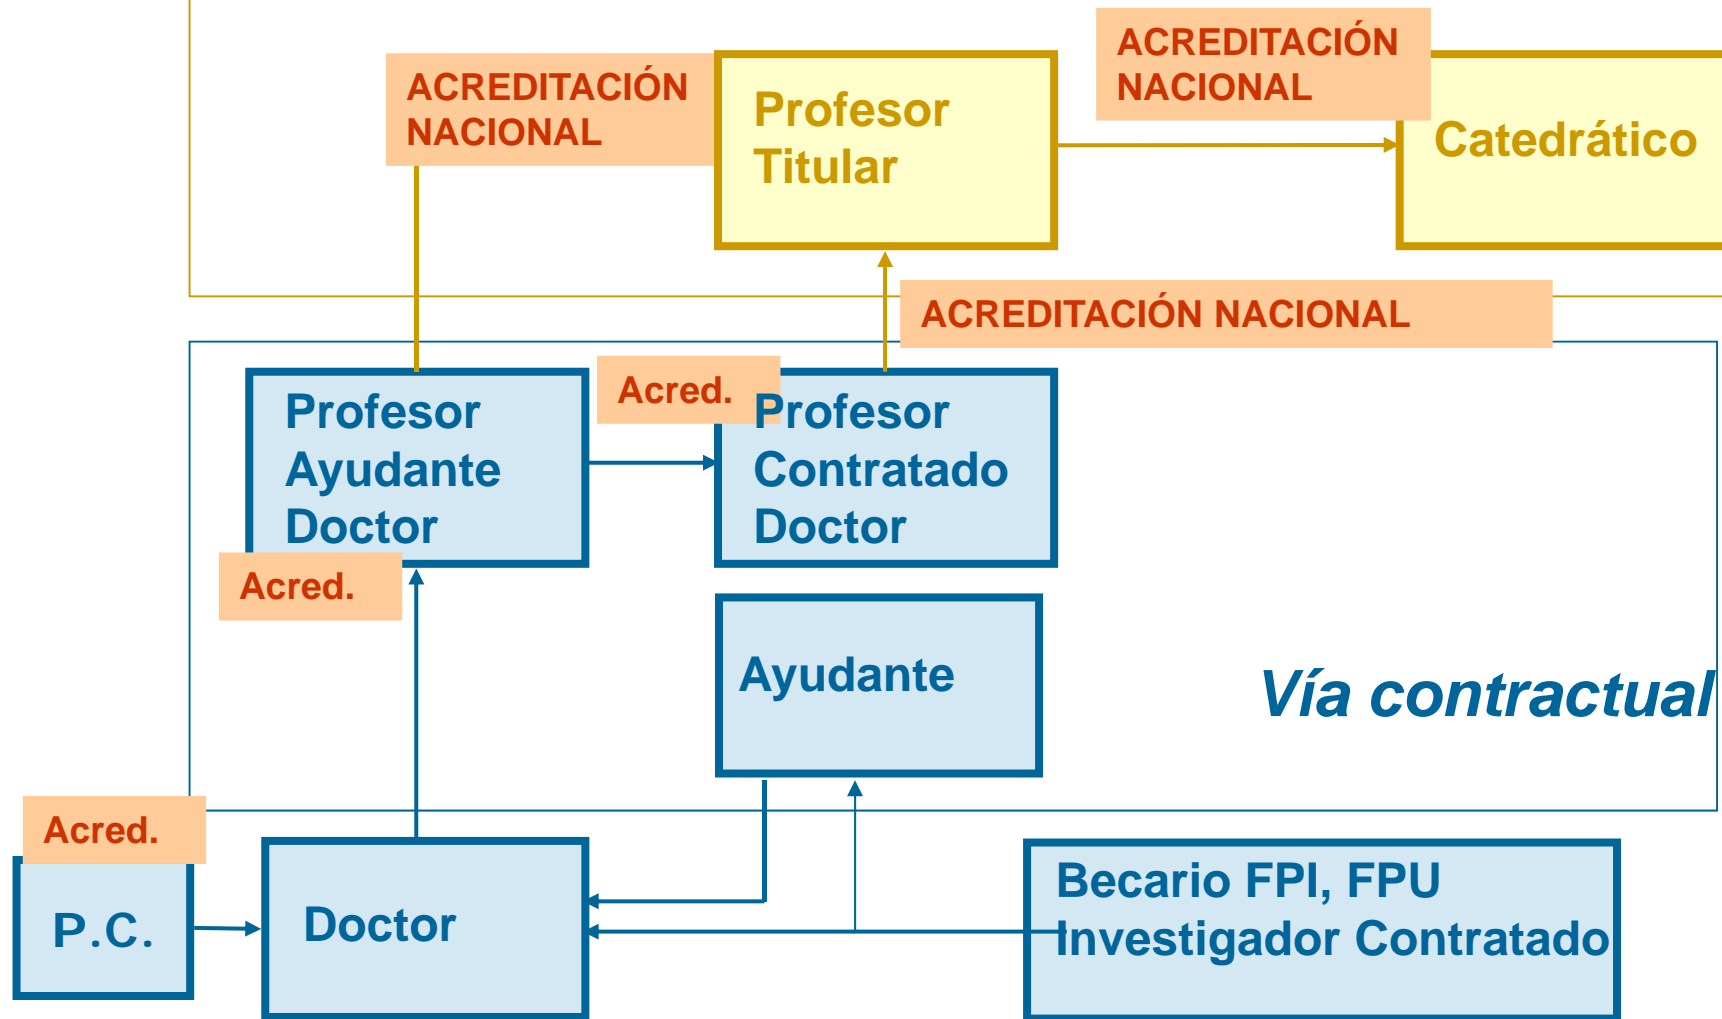 ACREDITACIÓN
NACIONAL
ACREDITACIÓN
NACIONAL
Profesor
Titular
Catedrático
ACREDITACIÓN NACIONAL
Acred.
Profesor
Ayudante
Doctor
Profesor
Contratado
Doctor
Acred.
Ayudante
Vía contractual
Acred.
P.C.
Doctor
Becario FPI, FPU
Investigador Contratado